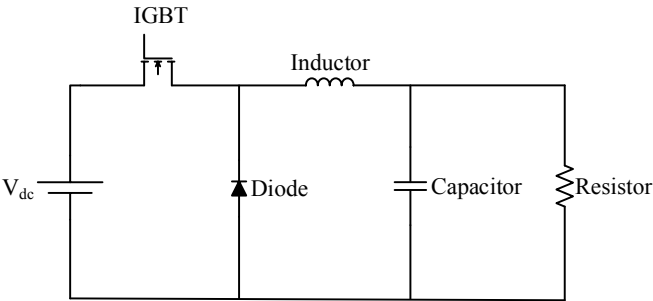 IGBT
Inductor
Vdc
Diode
Capacitor
Resistor